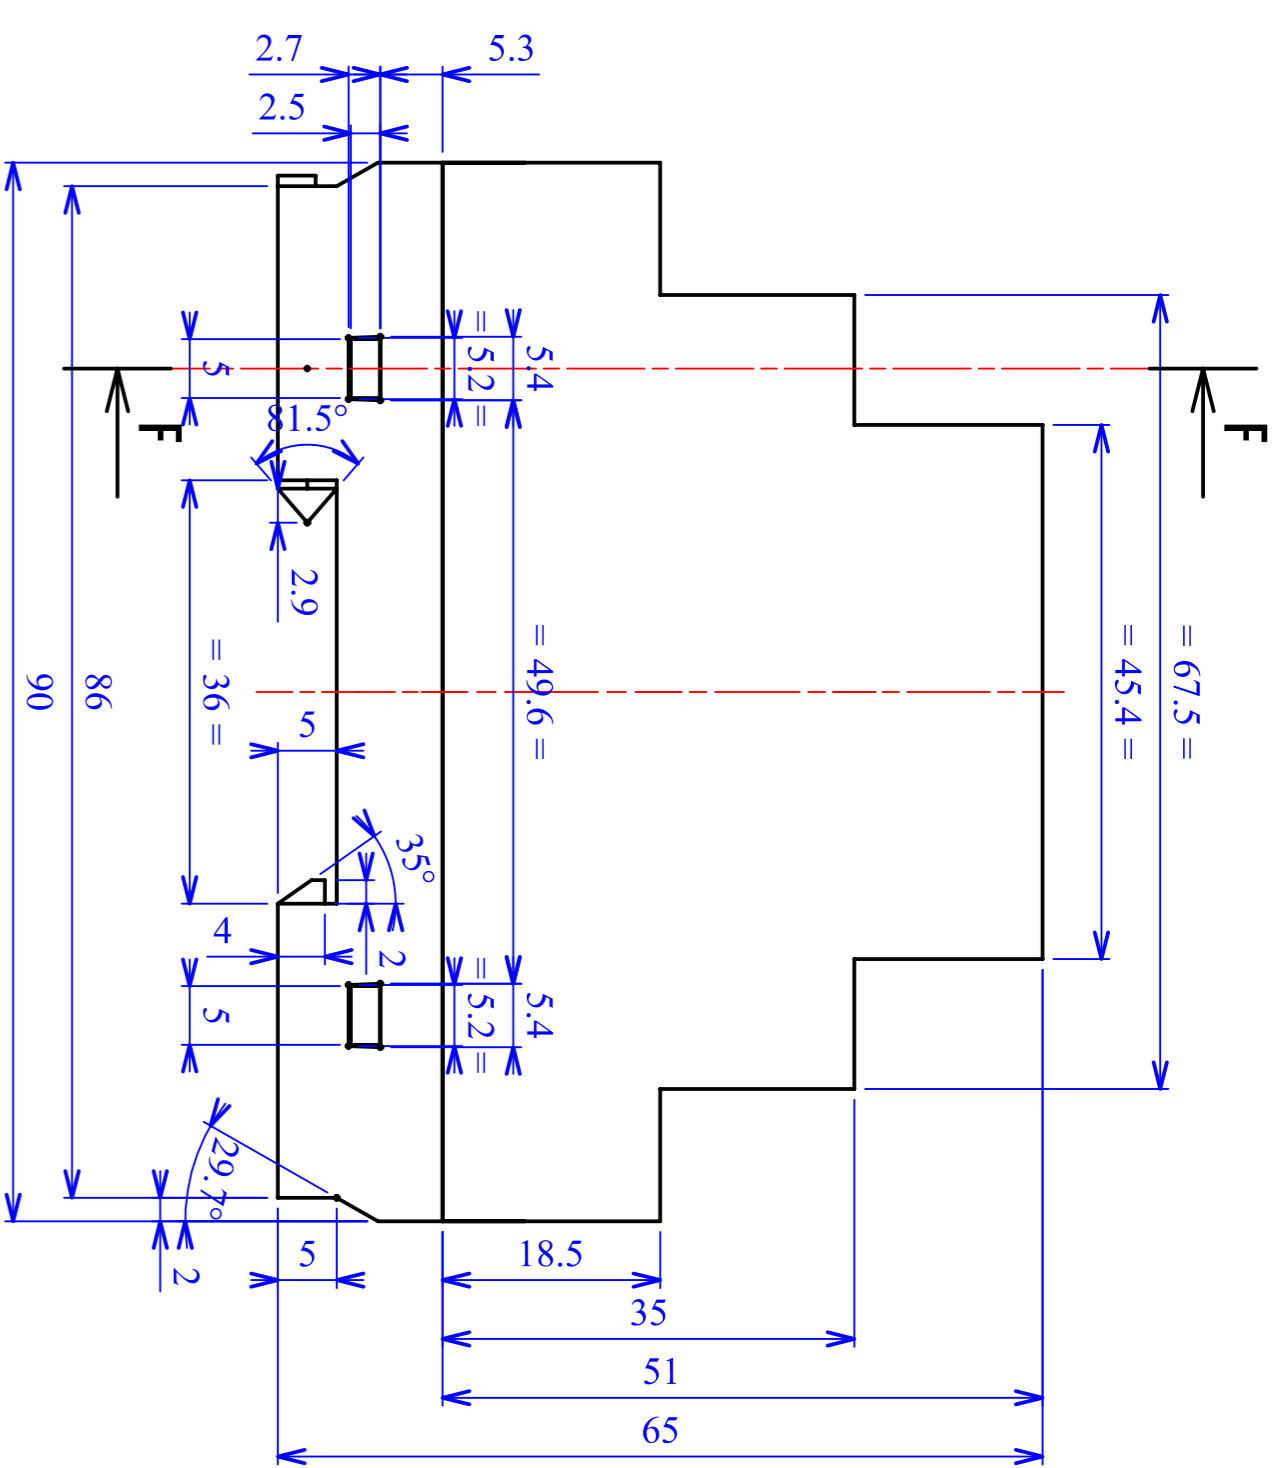 2.7
5.3
2.5
= 5.2 =
5.4
5
F
F
81.5°
2.9
= 36 =
86
90
= 49.6 =
= 45.4 =
= 67.5 =
5
35°
4
2
5
= 5.2 =
5.4
29.7°
2
5
18.5
35
51
65